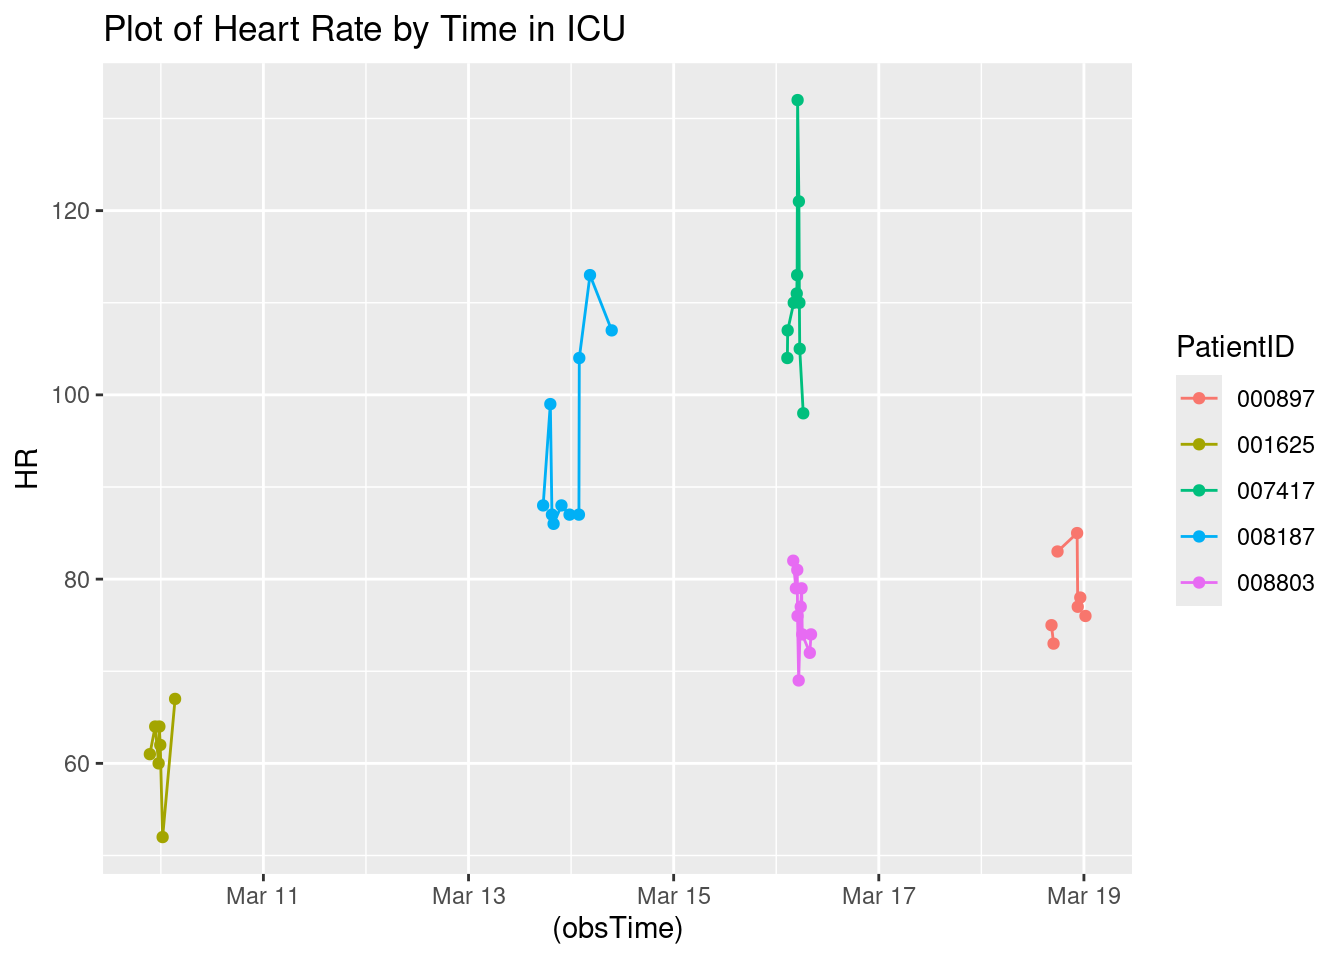 Plot of Heart Rate by Time in ICU
HR
120
100
80
60
Mar 11
Mar 13
Mar 15
Mar 17
Mar 19
(obsTime)
PatientID
000897
001625
007417
008187
008803